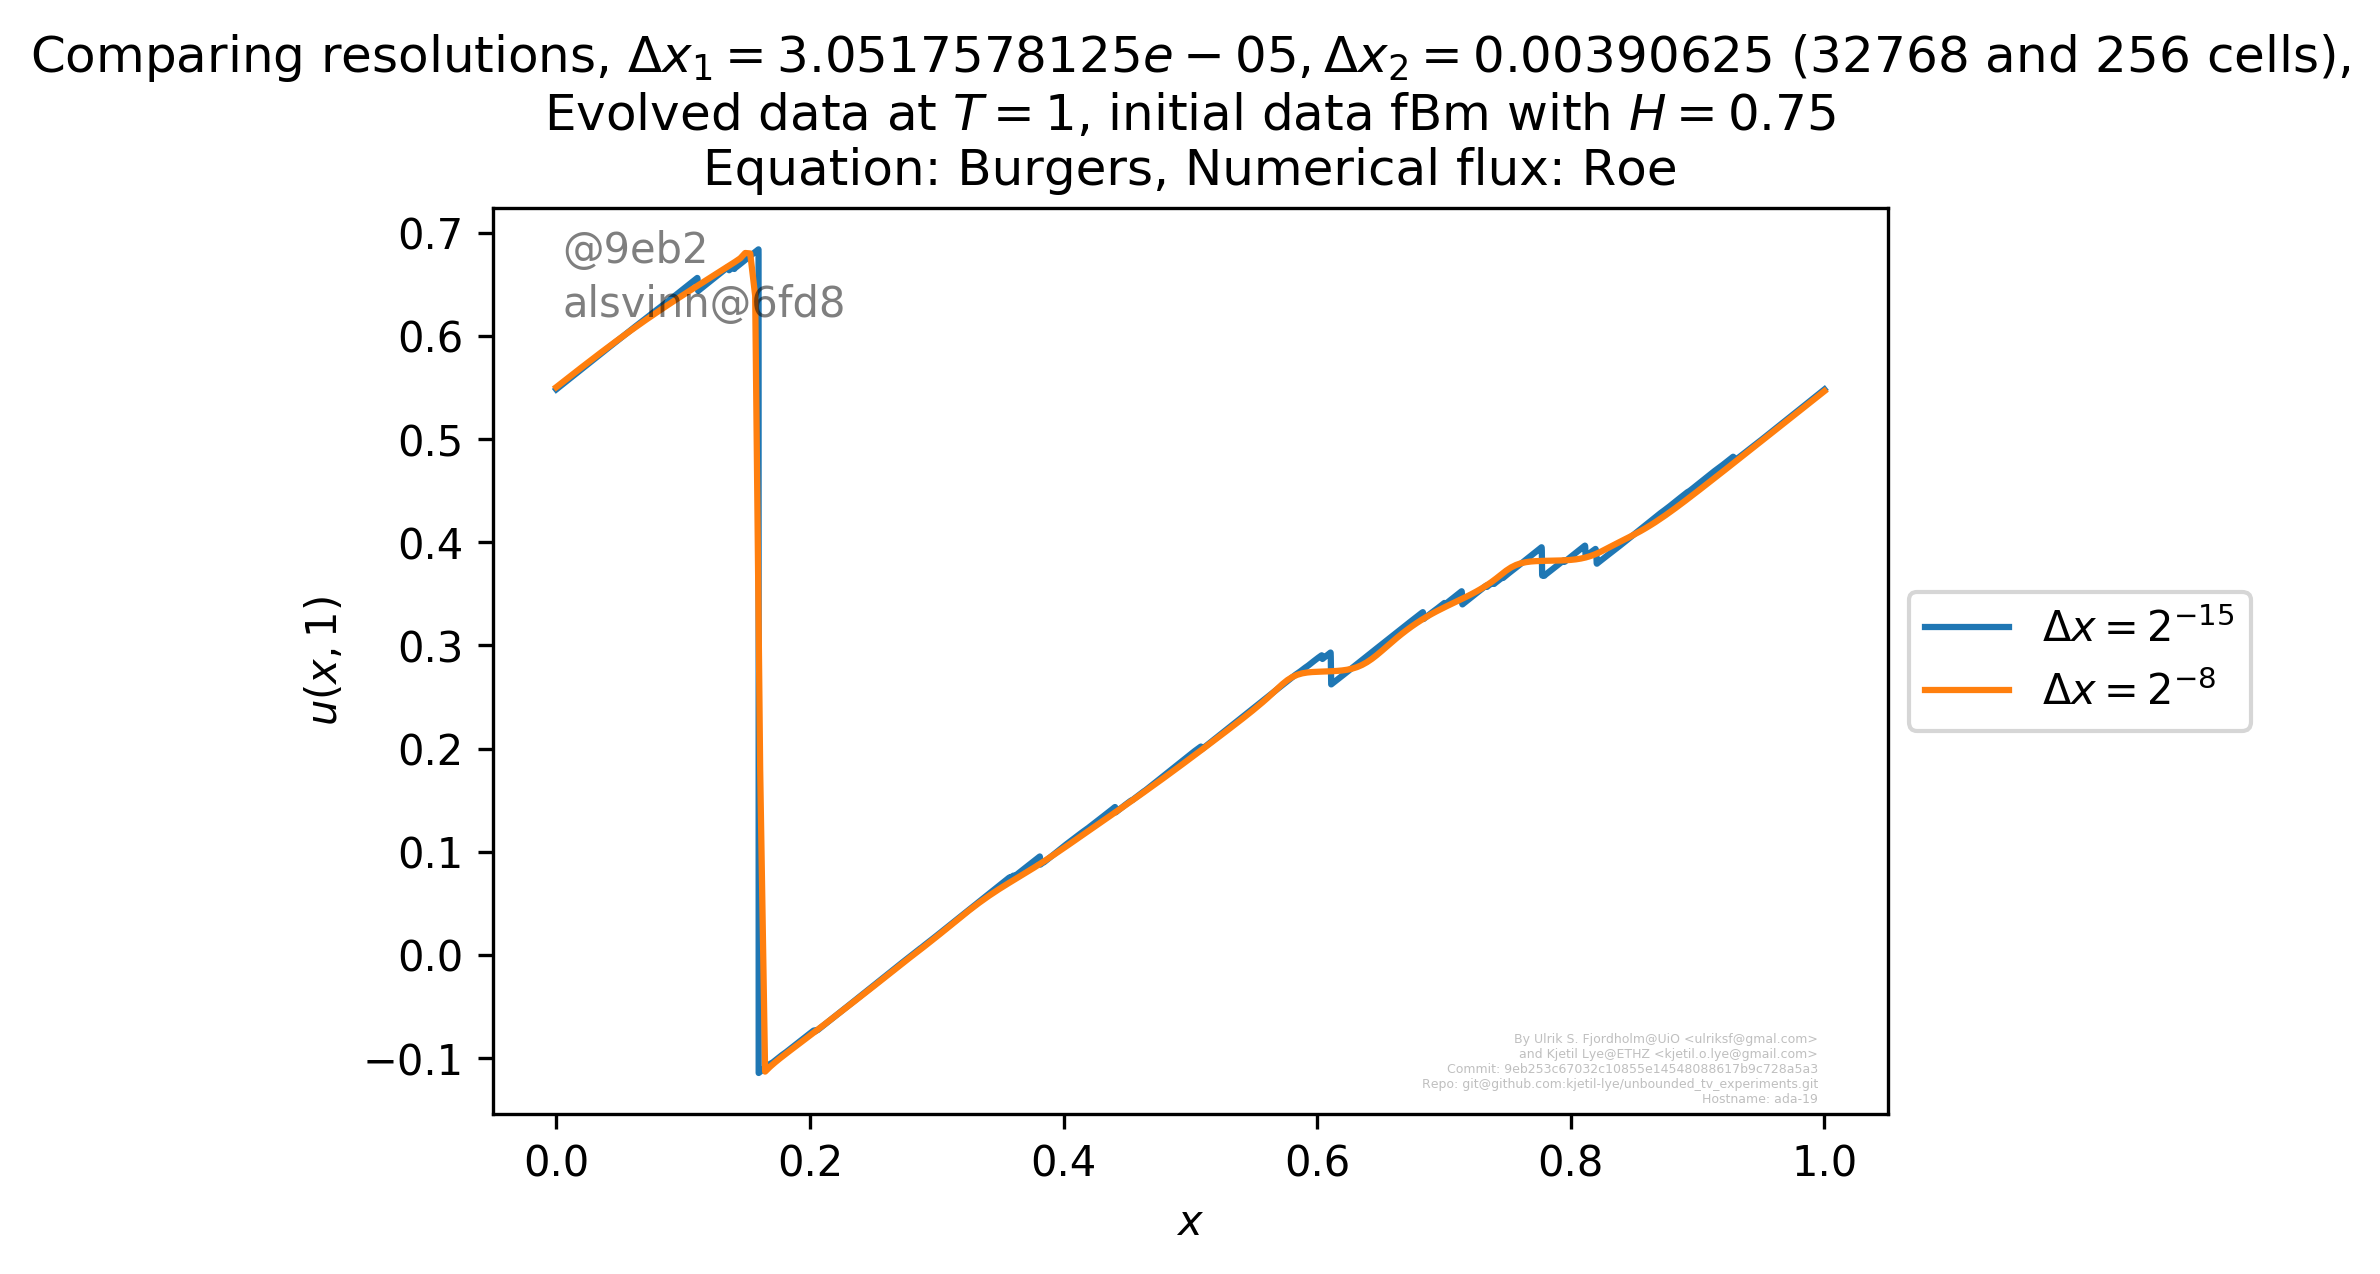 Comparing resolutions, Δx₁ = 3.0517578125e − 05, Δx₂ = 0.00390625 (32768 and 256 cells),
Evolved data at T = 1, initial data fBm with H = 0.75
Equation: Burgers, Numerical flux: Roe
@9eb2
alsvinn@6fd8
0.7
0.6
0.5
0.4
0.3
0.2
0.1
0.0
−0.1
u(x, 1)
Δx = 2⁻¹⁵
Δx = 2⁻⁸
By Ulrik S. Fjordholm@UiO <ulriksf@gmal.com>
and Kjetil Lye@ETHZ <kjetil.o.lye@gmail.com>
Commit: 9eb253c67032c10855e14548088617b9c728a5a3
Repo: git@github.com:kjetil-lye/unbounded_tv_experiments.git
Hostname: ada-19
0.0 0.2 0.4 0.6 0.8 1.0
x